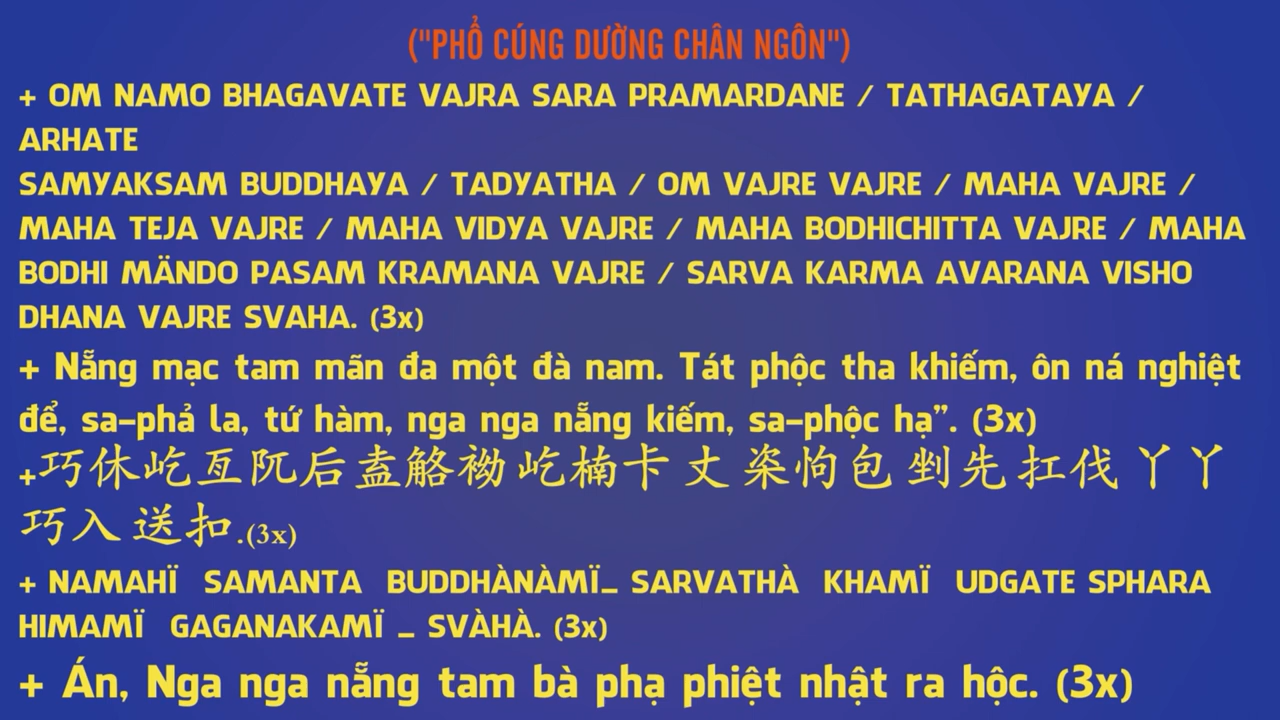 ("PHỔ CÚNG DƯỜNG CHÂN NGÔN")
+ OM NAMO BHAGAVATE VAJRA SARA PRAMARDANE / TATHAGATAYA /
ARHATE
SAMYAKSAM BUDDHAYA / TADYATHA / OM VAJRE VAJRE / MAHA VAJRE /
MAHA TEJA VAJRE / MAHA VIDYA VAJRE / MAHA BODHICHITTA VAJRE / MAHA
BODHI MÄNDO PASAM KRAMANA VAJRE / SARVA KARMA AVARANA VISHO
DHANA VAJRE SVAHA. (3x)
+ Nẵng mạc tam mãn đa một đà nam. Tát phộc tha khiếm, ôn ná nghiệt
để, sa-phả la, tứ hàm, nga nga nẵng kiếm, sa-phộc hạ”. (3x)
+巧休屹亙阢后盍觡袎屹楠卡丈栥怐包剉先扛伐丫丫
巧入送扣.(3x)
+ NAMAHÏ SAMANTA BUDDHÀNÀMÏ_ SARVATHÀ KHAMÏ UDGATE SPHARA
HIMAMÏ GAGANAKAMÏ _ SVÀHÀ. (3x)
+ Án, Nga nga nẵng tam bà phạ phiệt nhật ra hộc. (3x)